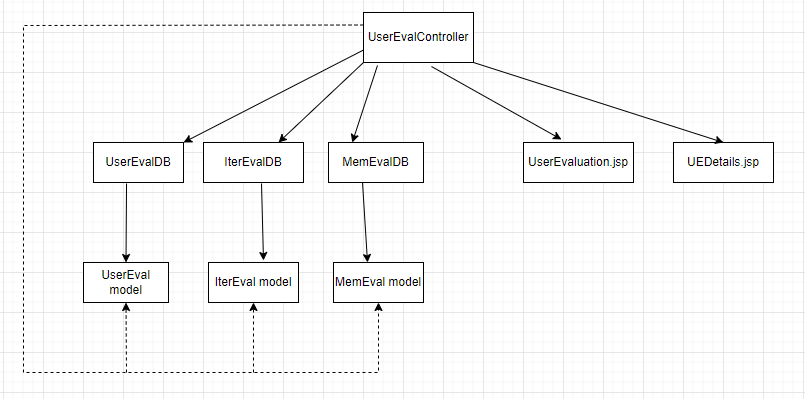 UserEvalController
UserEvalDB
IterEvalDB
MemEvalDB
UserEvaluation.jsp
UEDetails.jsp
UserEval
model
IterEval model
MemEval model